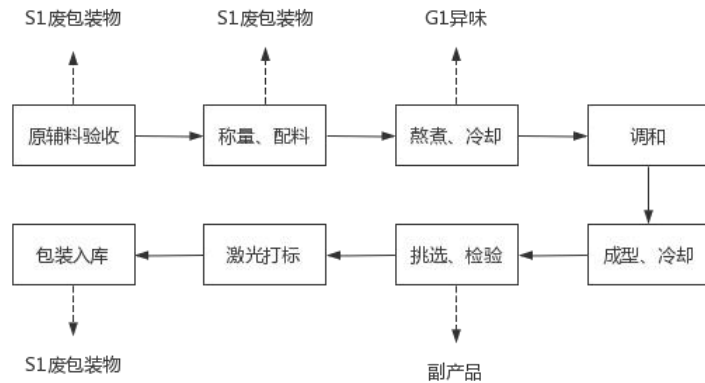 S1废包装物
S1废包装物
G1异味
原辅料验收
称量、配料
熬煮、冷却
调和
包装入库
激光打标
挑选、检验
成型、冷却
S1废包装物
副产品